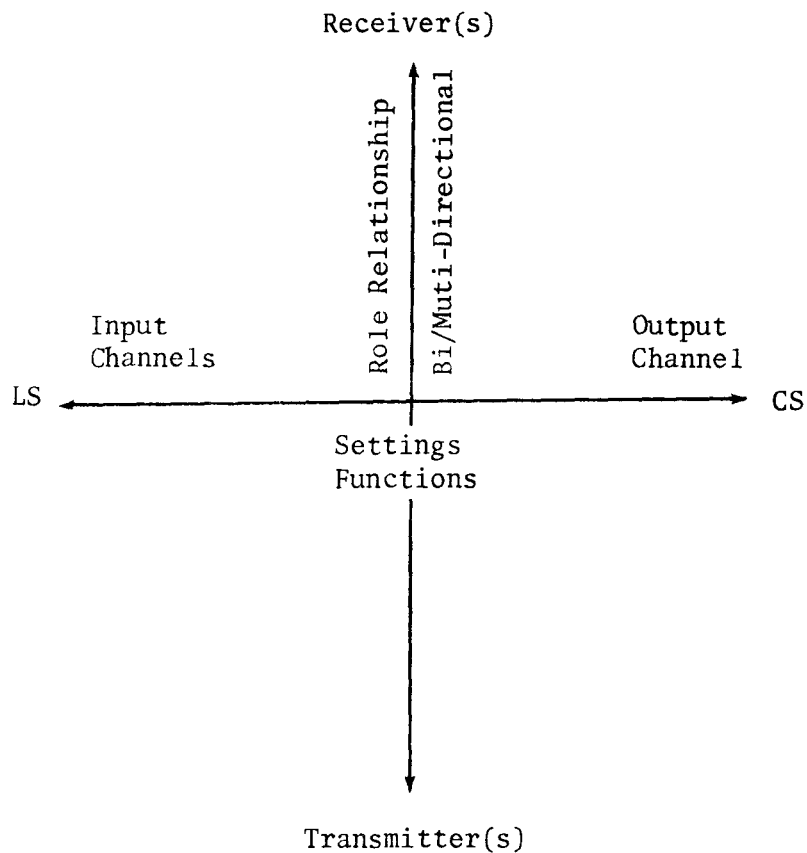 Receiver(s)
Role Relationship
Bi/Muti-Directional
Input
Channels
Output
Channel
LS
CS
Settings
Functions
Transmitter(s)